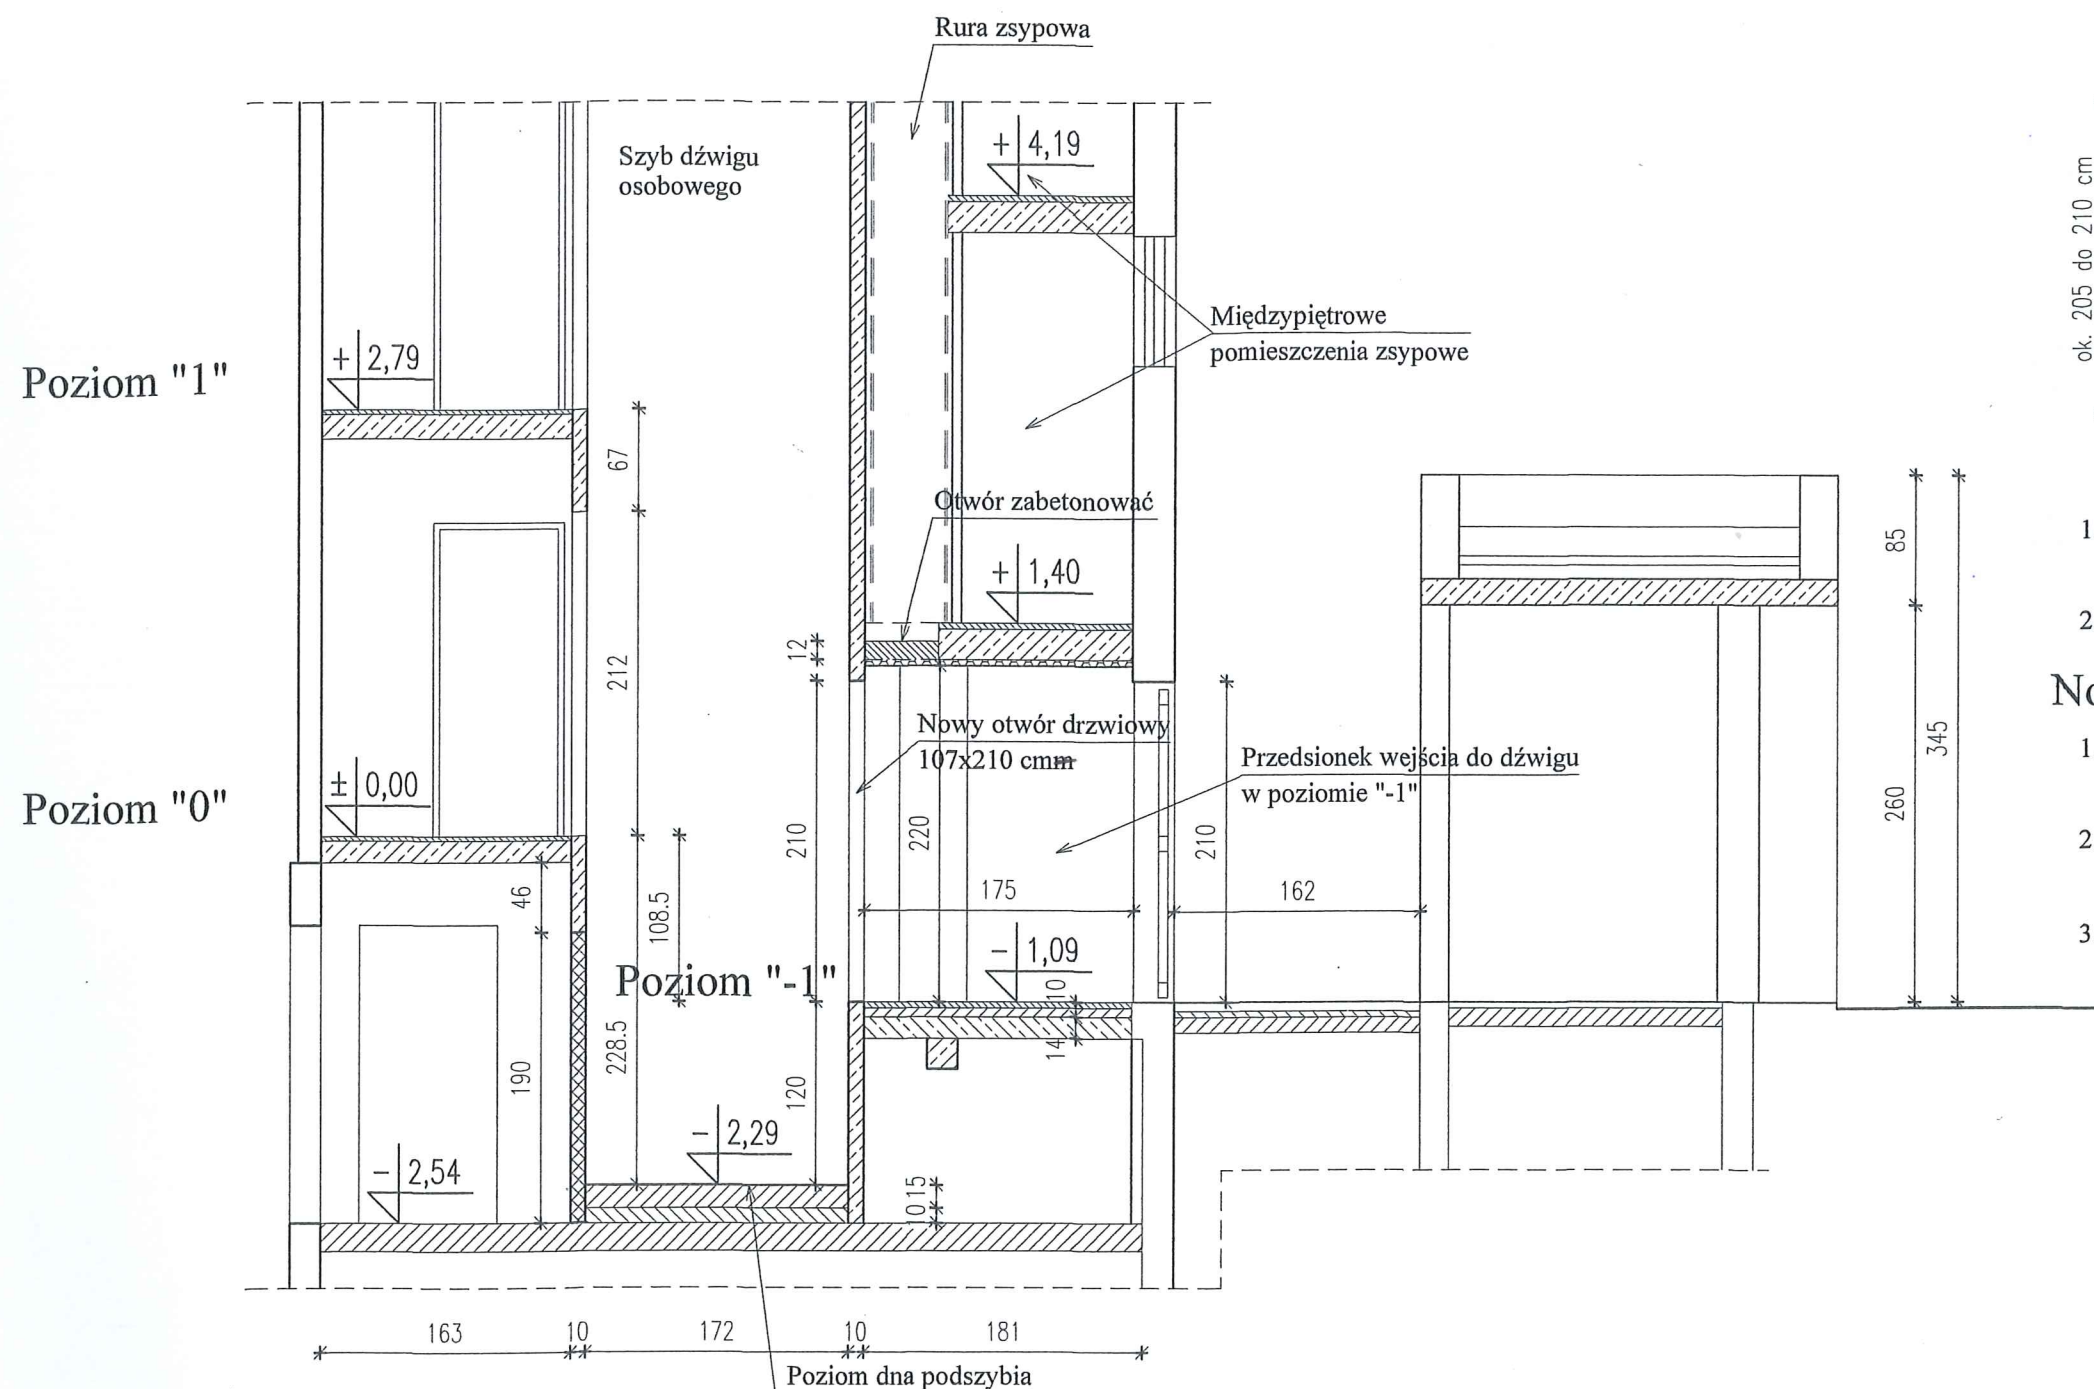 Rura zsypowa
Szyb dźwigu
osobowego
+ 4,19
ok. 205 do 210 cm
Międzypiętrowe
pomieszczenia zsypowe
+ 2,79
Poziom "1"
67
Otwór zabetonować
85
1
+ 1,40
2
12
212
No
345
Nowy otwór drzwiowy
107x210 cmm
Przedsionek wejścia do dźwigu
w poziomie "-1"
1
± 0,00
Poziom "0"
260
210
220
210
2
46
175
162
108.5
3
- 1,09
Poziom "-1"
10
14
228.5
190
120
- 2,29
- 2,54
15
10
163
10
172
10
181
Poziom dna podszybia